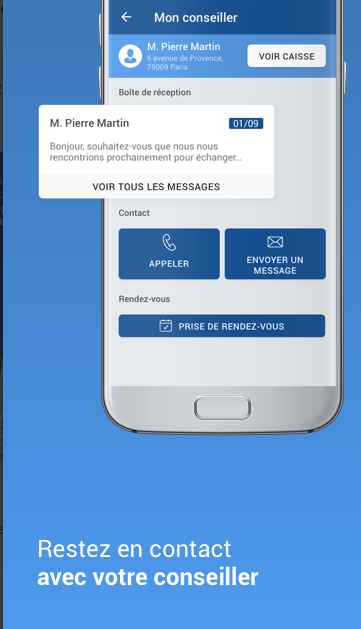 Mon conseiller
M. Pierre Martin
6 avenue de Provence,
75009 Paris
VOIR CAISSE
Boîte de réception
M. Pierre Martin
01/09
Bonjour, souhaitez-vous que nous nous
rencontrions prochainement pour échanger...
VOIR TOUS LES MESSAGES
Contact
APPELER
ENVOYER UN
MESSAGE
Rendez-vous
PRISE DE RENDEZ-VOUS
Restez en contact
avec votre conseiller